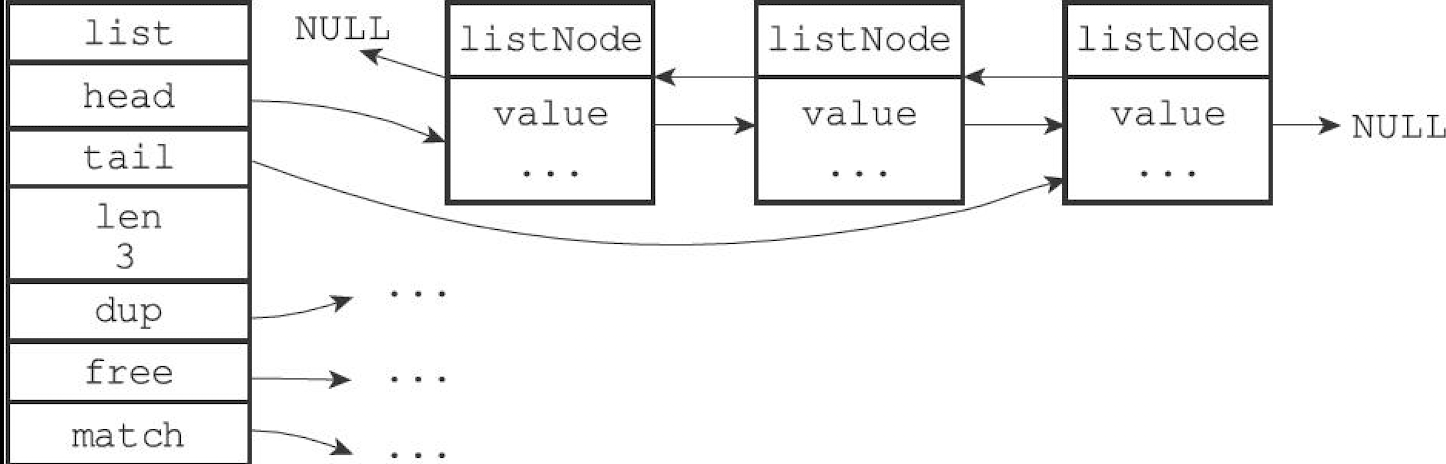 list
head
tail
len
3
dup
free
match
NULL
listNode
value
...
listNode
value
...
listNode
value
...
NULL
...
...
...